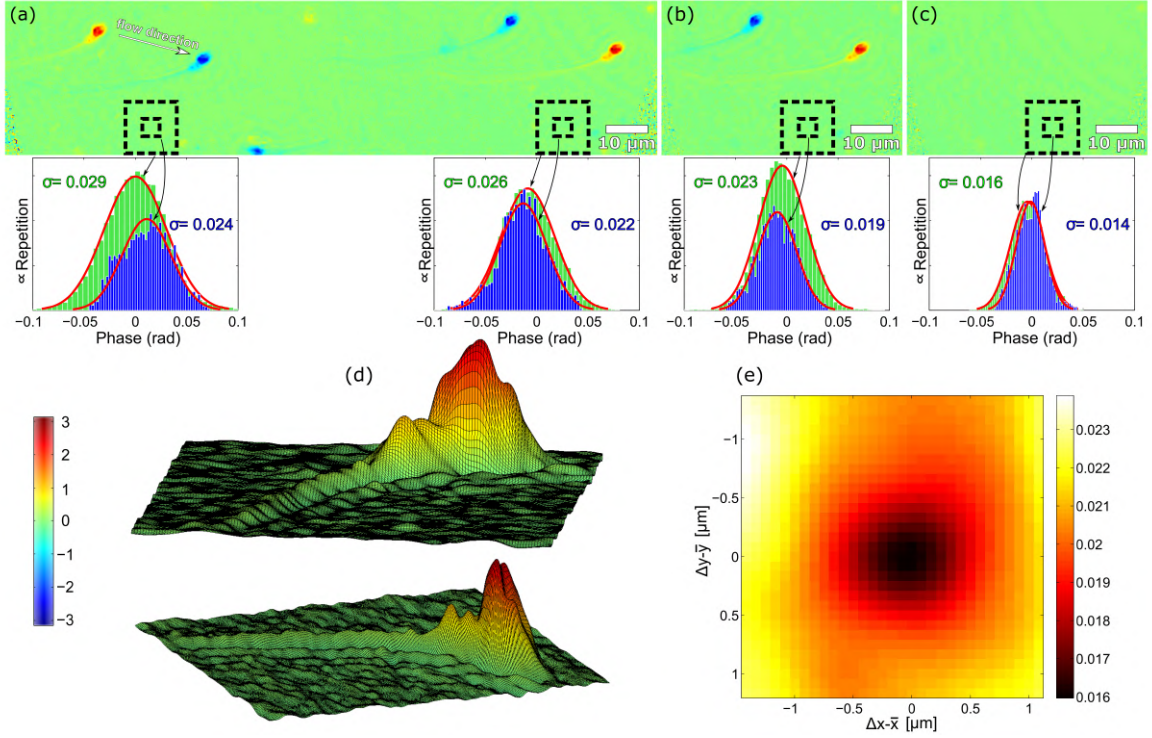 (a)
flow direction
10 µm
(b)
10 µm
(c)
10 µm
σ= 0.029
σ= 0.024
∝ Repetition
-0.1 -0.05 0 0.05 0.1
Phase (rad)
σ= 0.026
σ= 0.022
∝ Repetition
-0.1 -0.05 0 0.05 0.1
Phase (rad)
σ= 0.023
σ= 0.019
∝ Repetition
-0.1 -0.05 0 0.05 0.1
Phase (rad)
σ= 0.016
σ= 0.014
∝ Repetition
-0.1 -0.05 0 0.05 0.1
Phase (rad)
(d)
3
2
1
0
−1
−2
−3
(e)
−1
−0.5
0
0.5
1
Δy-ȳ [µm]
−1 −0.5 0 0.5 1
Δx-x̄ [µm]
0.023
0.022
0.021
0.02
0.019
0.018
0.017
0.016